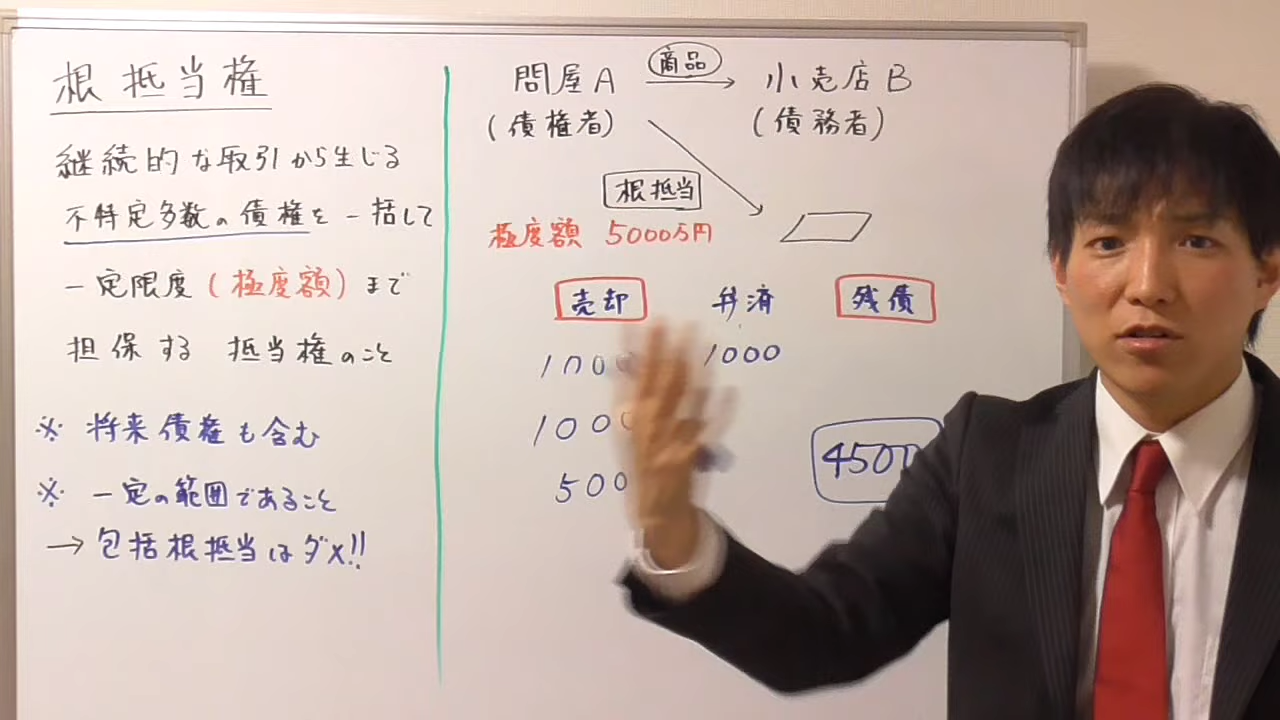 根抵当権
継続的な取引から生じる
不特定多数の債権を一括して
一定限度(極度額)まで
担保する 抵当権のこと
※ 将来債権も含む
※ 一定の範囲であること
→ 包括根抵当はダメ!!
問屋A 商品 小売店B
(債権者) (債務者)
根抵当
極度額 5000万円
売却 弁済 残債
1000 1000
1000
500